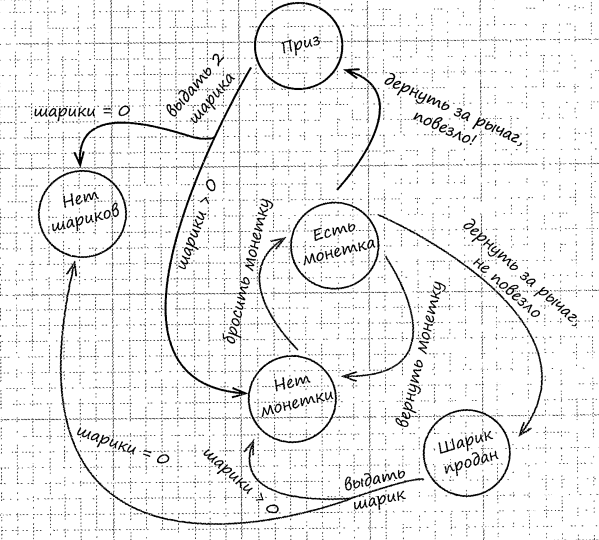 Приз
выдать 2
шарика
дернуть за рычаг,
повезло!
шарики = 0
Нет
шариков
шарики > 0
бросить монетку
Есть
монетка
дернуть за рычаг,
не повезло
вернуть монетку
Нет
монетки
шарики = 0
шарики > 0
выдать
шарик
Шарик
продан